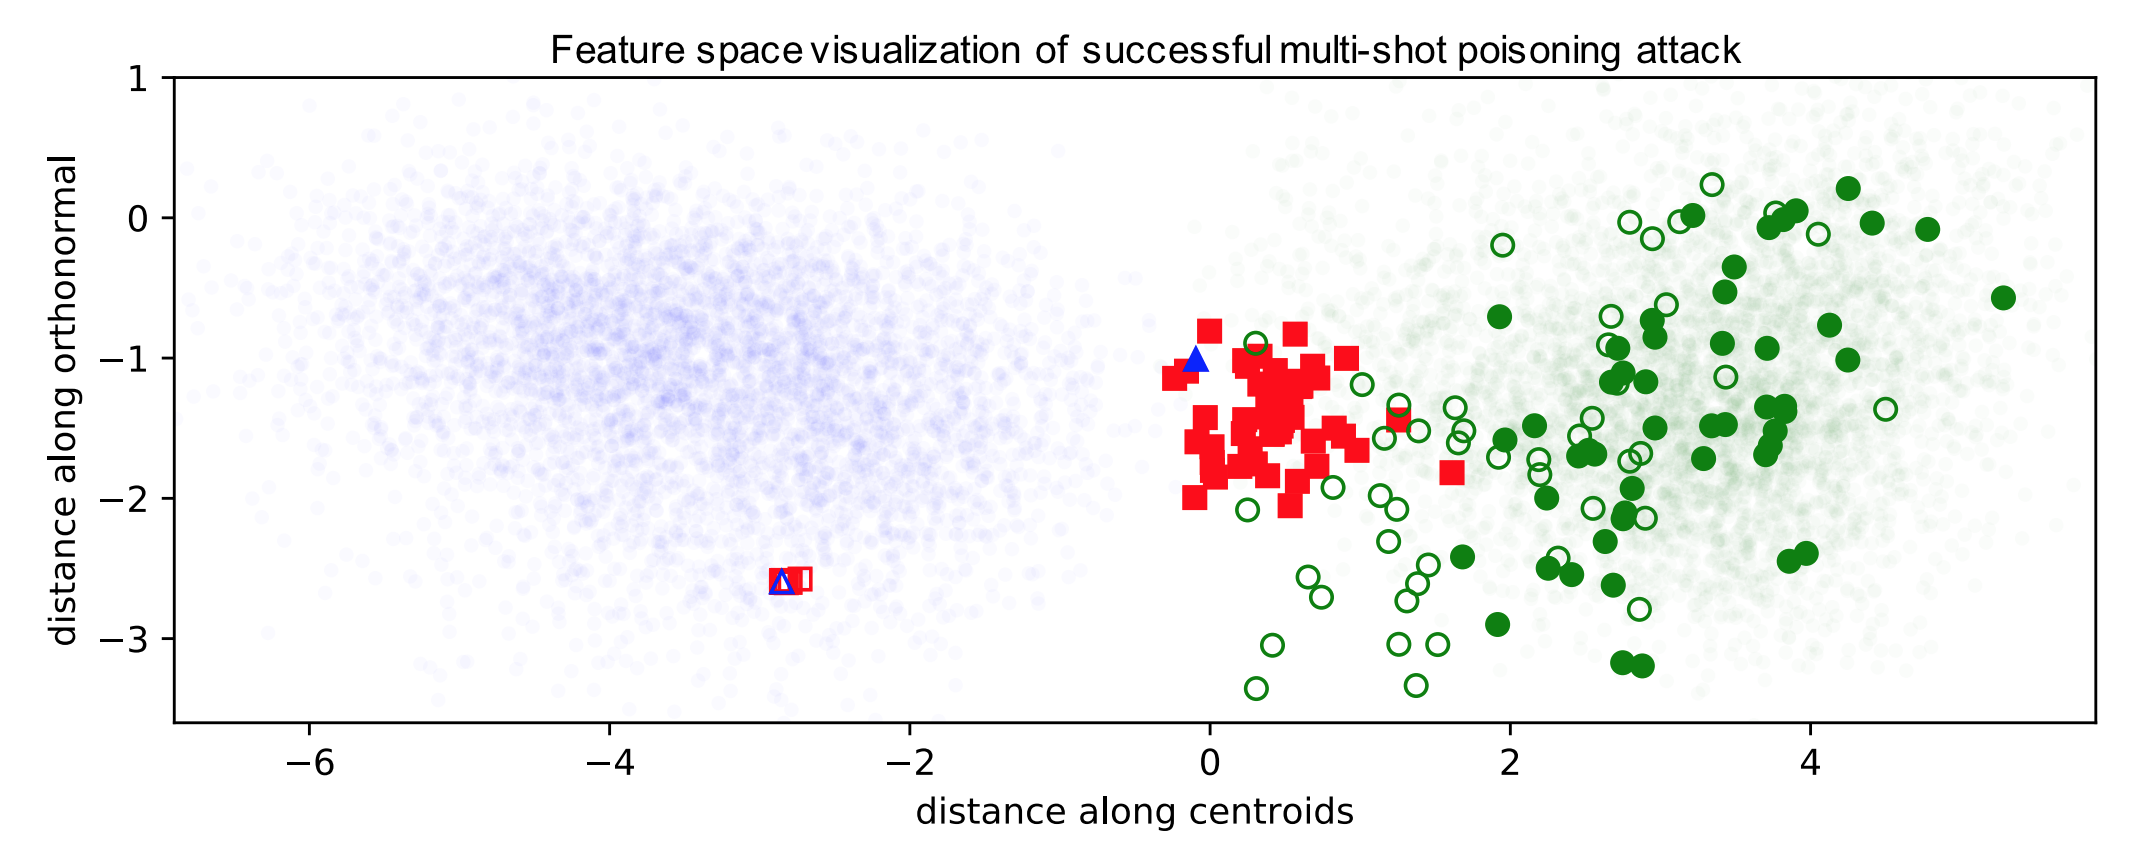 Feature space visualization of successful multi-shot poisoning attack
1
0
−1
−2
−3
distance along orthonormal
−6 −4 −2 0 2 4
distance along centroids